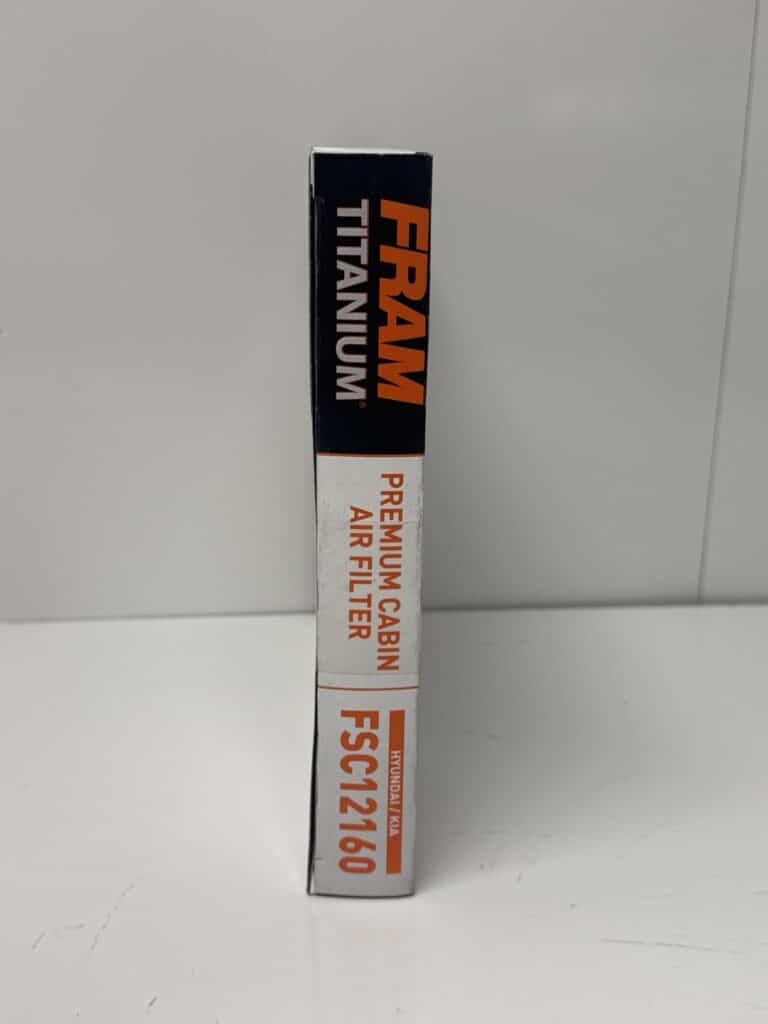 FRAM
TITANIUM®
PREMIUM CABIN
AIR FILTER
HYUNDAI / KIA
FSC12160